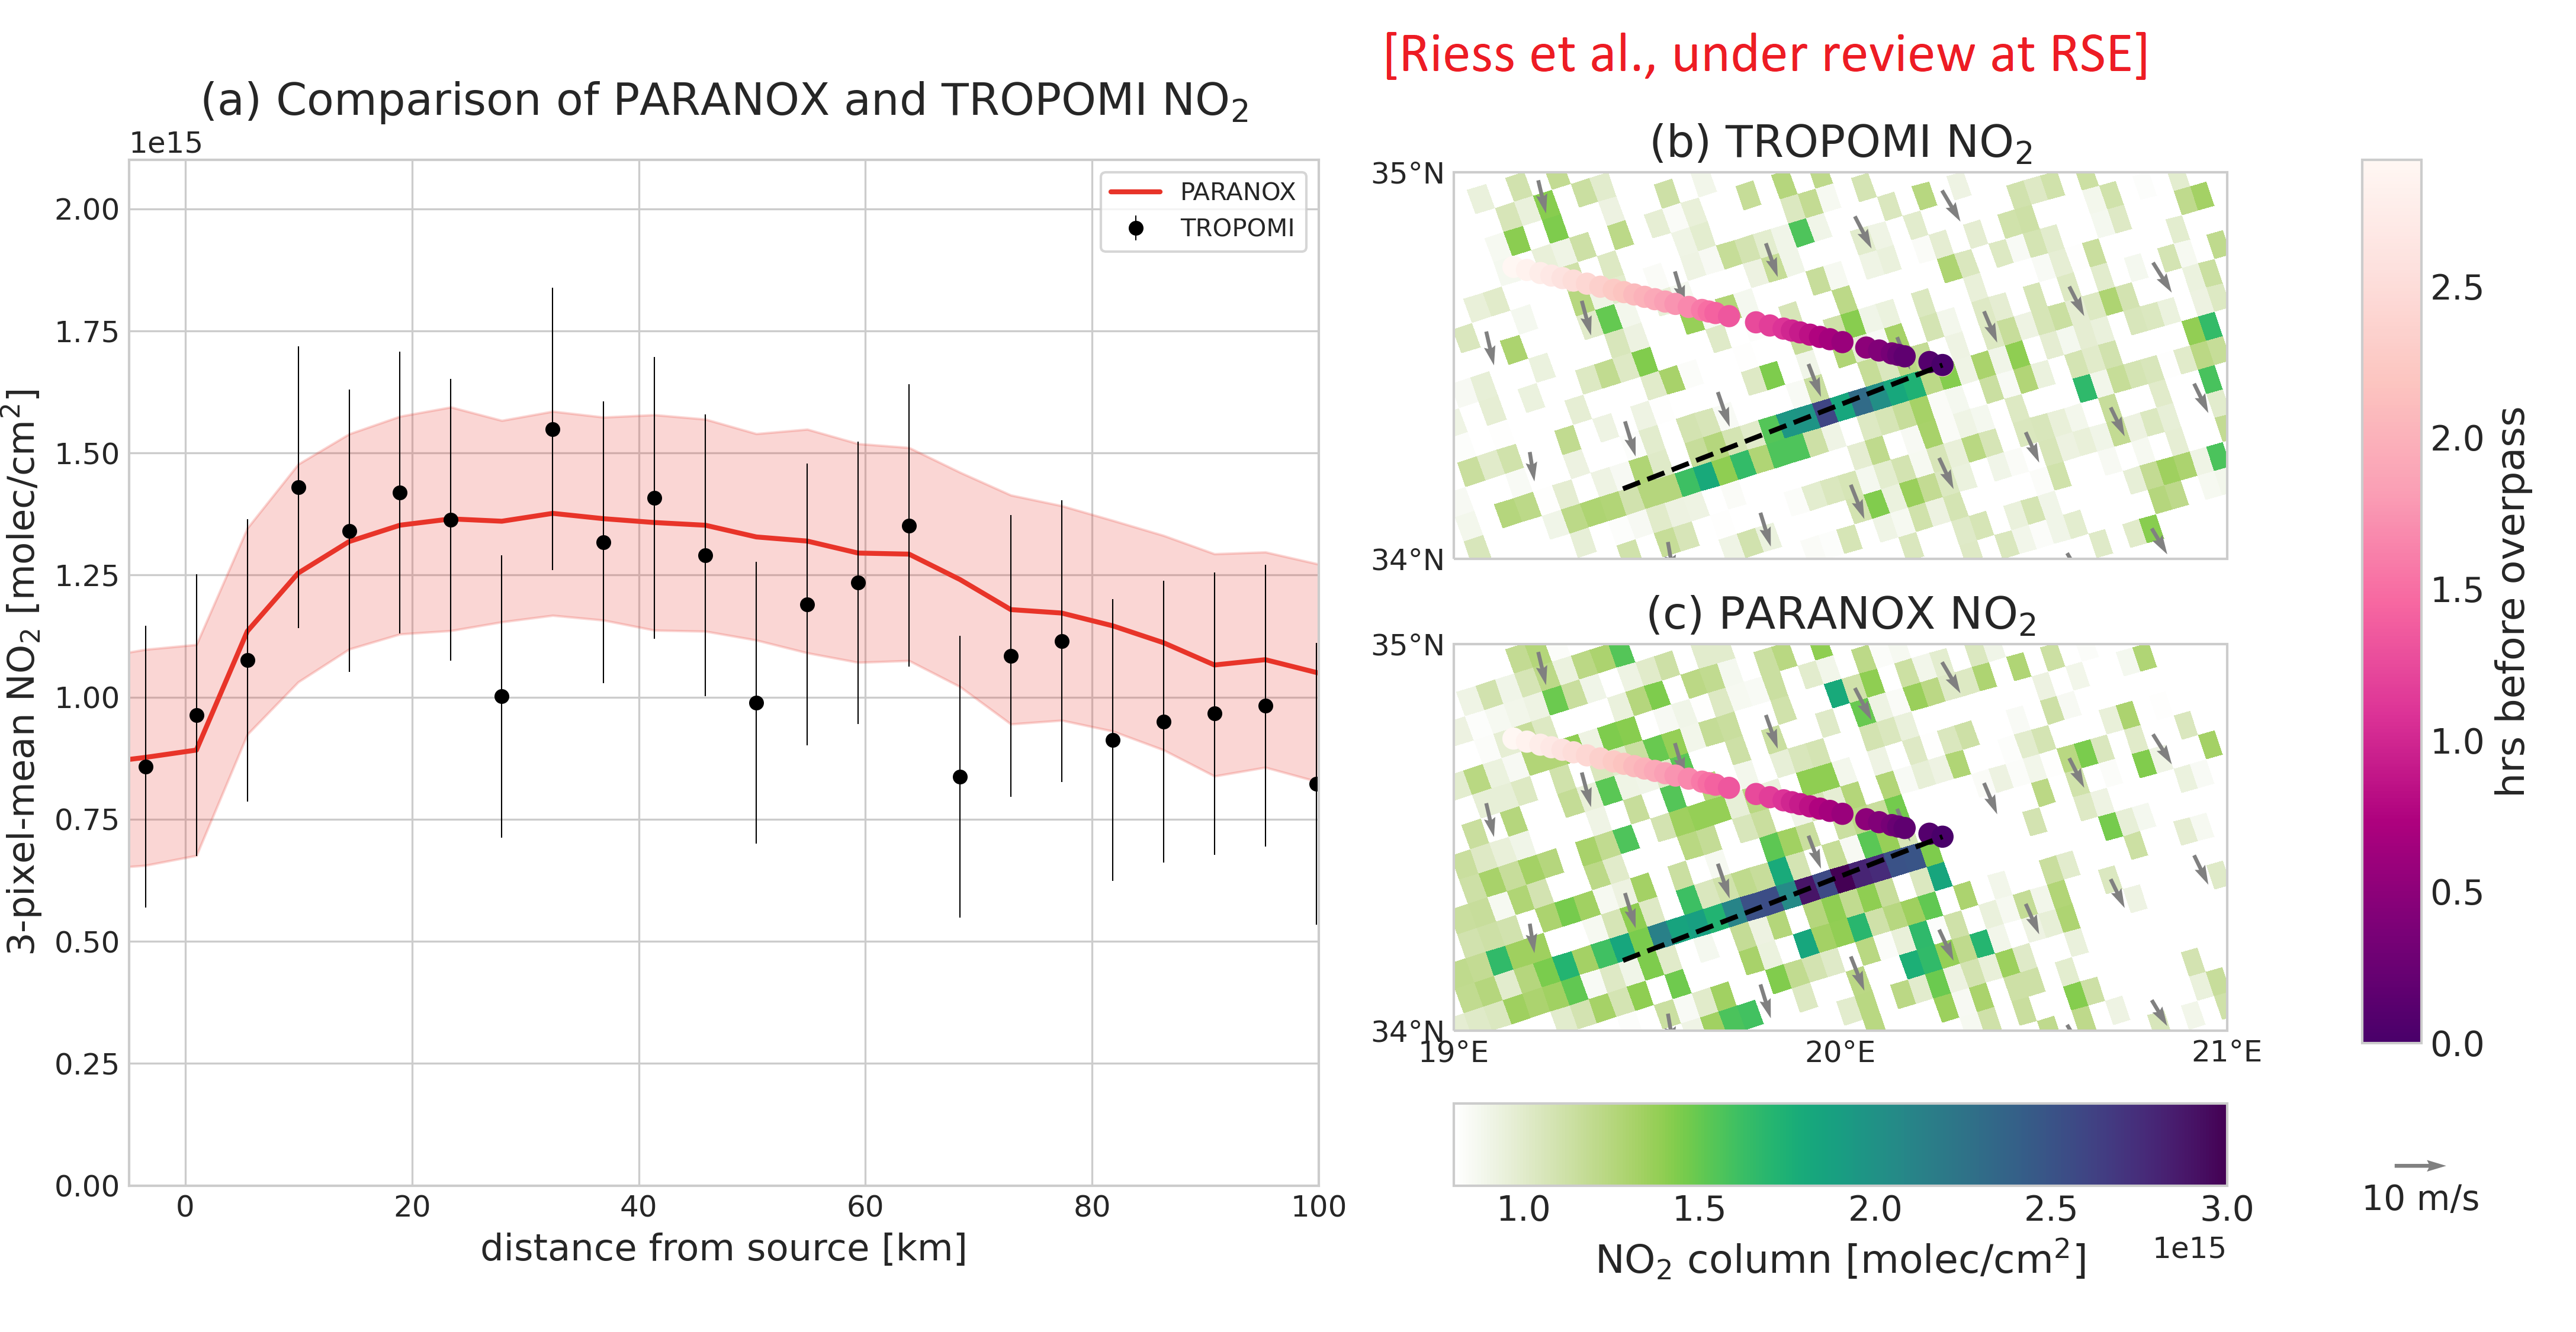 [Riess et al., under review at RSE]
(a) Comparison of PARANOX and TROPOMI NO₂
1e15
PARANOX
TROPOMI
2.00
1.75
1.50
1.25
1.00
0.75
0.50
0.25
0.00
3-pixel-mean NO₂ [molec/cm²]
0 20 40 60 80 100
distance from source [km]
(b) TROPOMI NO₂
35°N
34°N
(c) PARANOX NO₂
35°N
34°N
19°E 20°E 21°E
1.0 1.5 2.0 2.5 3.0
1e15
NO₂ column [molec/cm²]
2.5
2.0
1.5
1.0
0.5
0.0
hrs before overpass
10 m/s